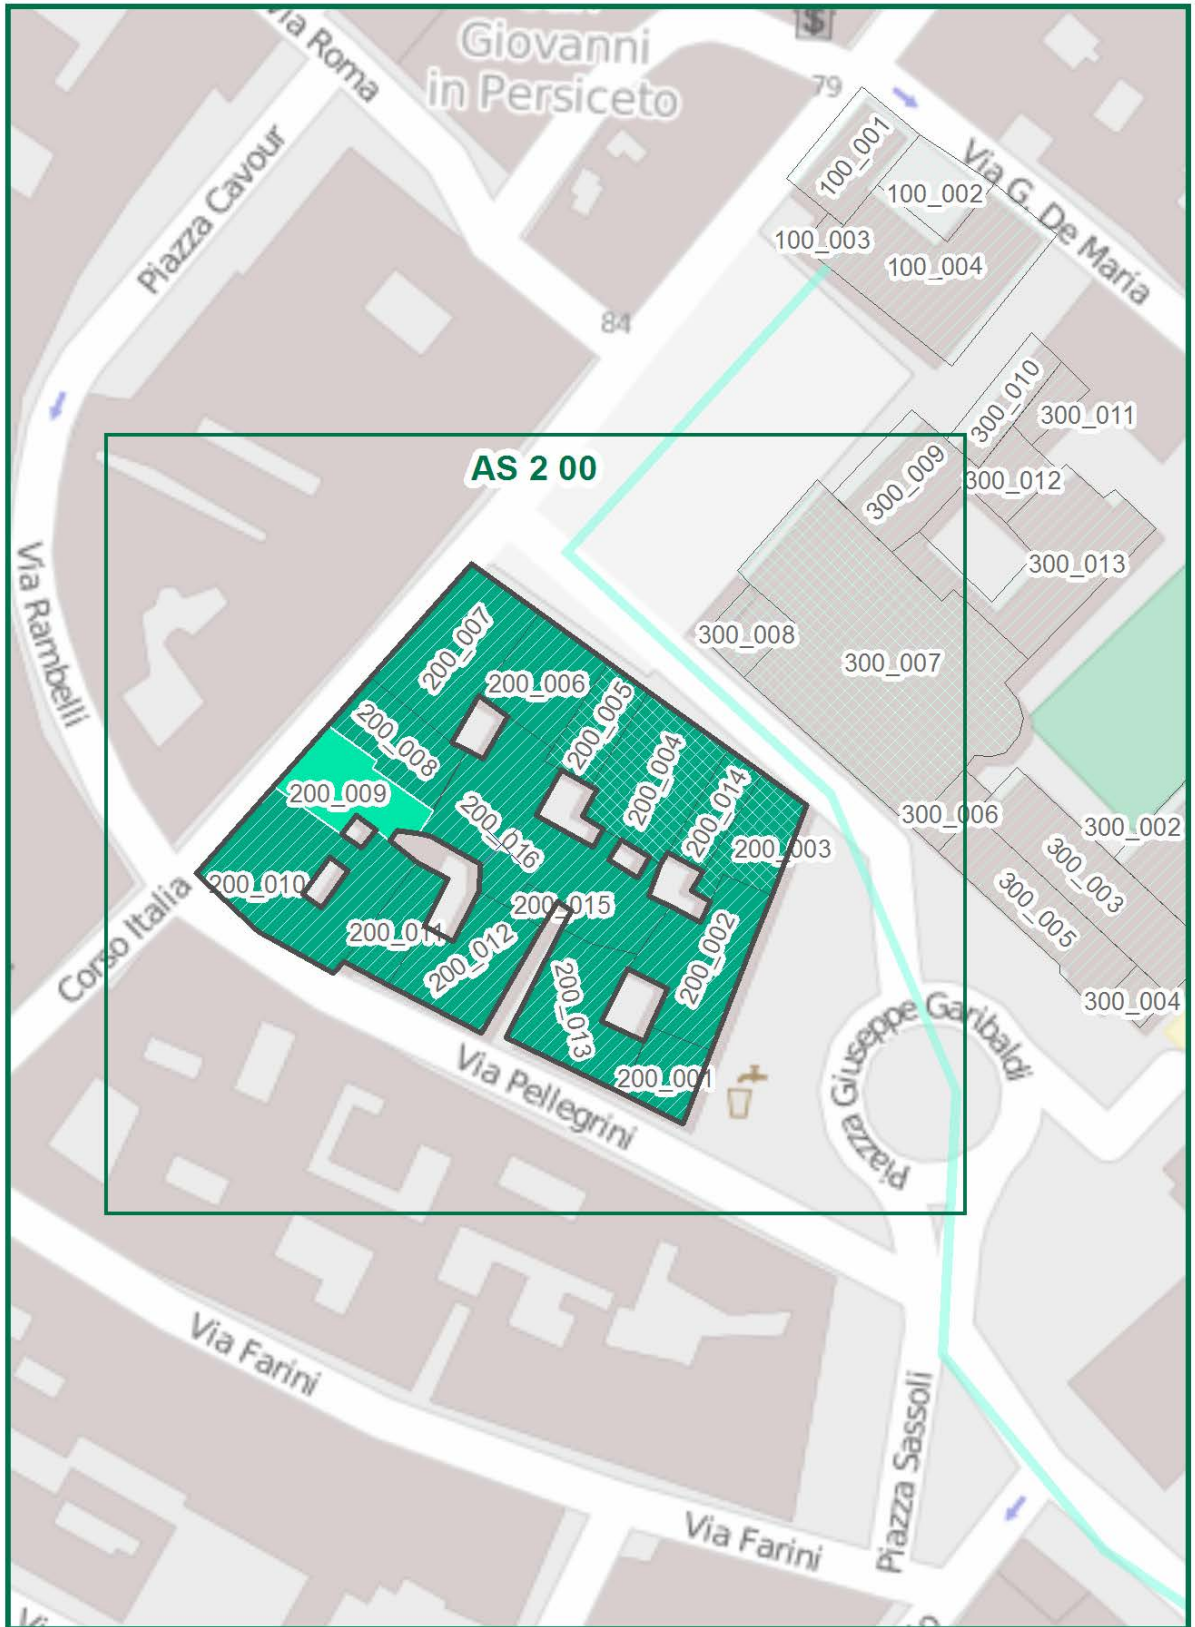 Via Roma
Giovanni
in Persiceto
79
Via G. De Maria
100_001
100_002
100_003
100_004
Piazza Cavour
84
300_010
300_011
300_009
300_012
300_013
AS 2 00
Via Rambelli
300_008
300_007
200_007
200_006
200_005
200_008
200_004
200_014
200_009
200_016
200_003
300_006
300_002
300_003
300_005
300_004
200_010
200_015
200_011
200_012
200_002
200_013
200_001
Corso Italia
Via Pellegrini
Piazza Giuseppe Garibaldi
Via Farini
Piazza Sassoli
Via Farini